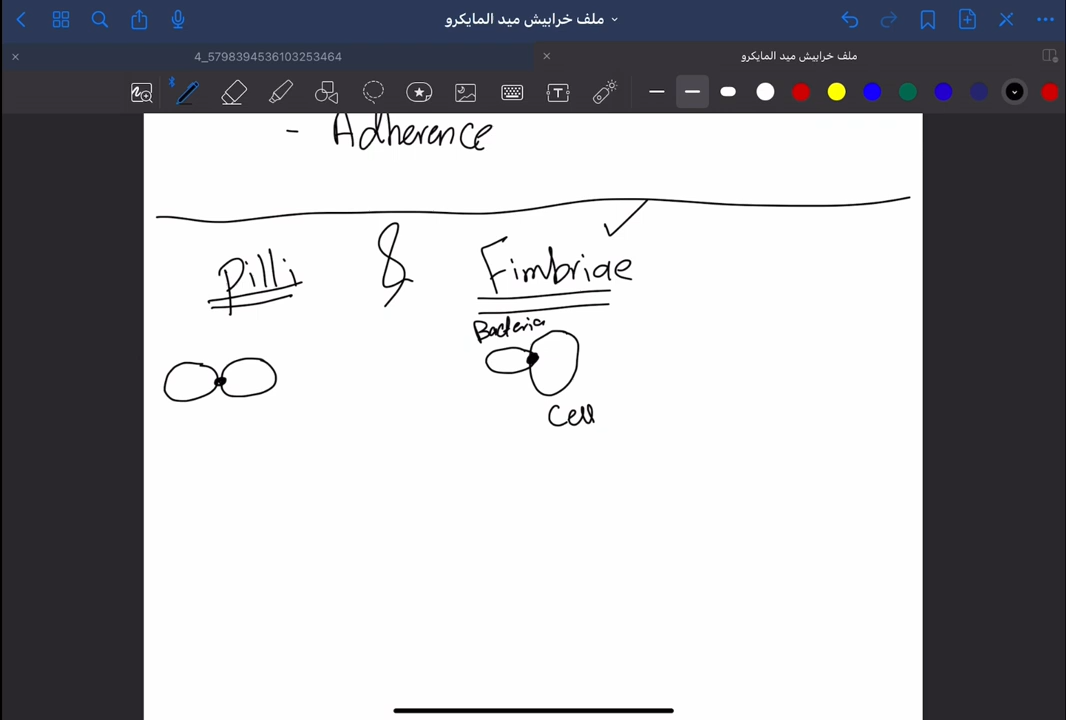 ملف خرابيش ميد المايكرو
4_5798394536103253464
ملف خرابيش ميد المايكرو
- Adherence
Pilli & Fimbriae
Bacteria
Cell